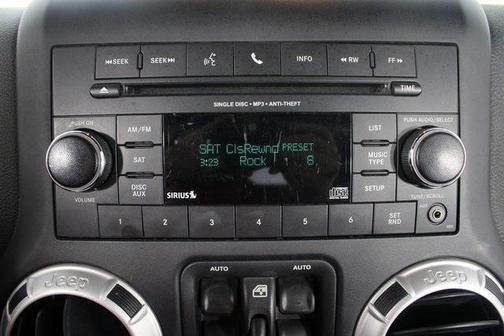 SEEK SEEK INFO RW FF
TIME
SINGLE DISC • MP3 • ANTI-THEFT
PUSH ON
PUSH AUDIO/SELECT
AM/FM
LIST
SAT ClsRewnd PRESET
3:23 Rock 8
SAT
MUSIC
TYPE
DISC
AUX
SETUP
SIRIUS
VOLUME
TUNE/SCROLL
1 2 3 4 5 6
SET
RND
AUX
AUTO AUTO
Jeep Jeep